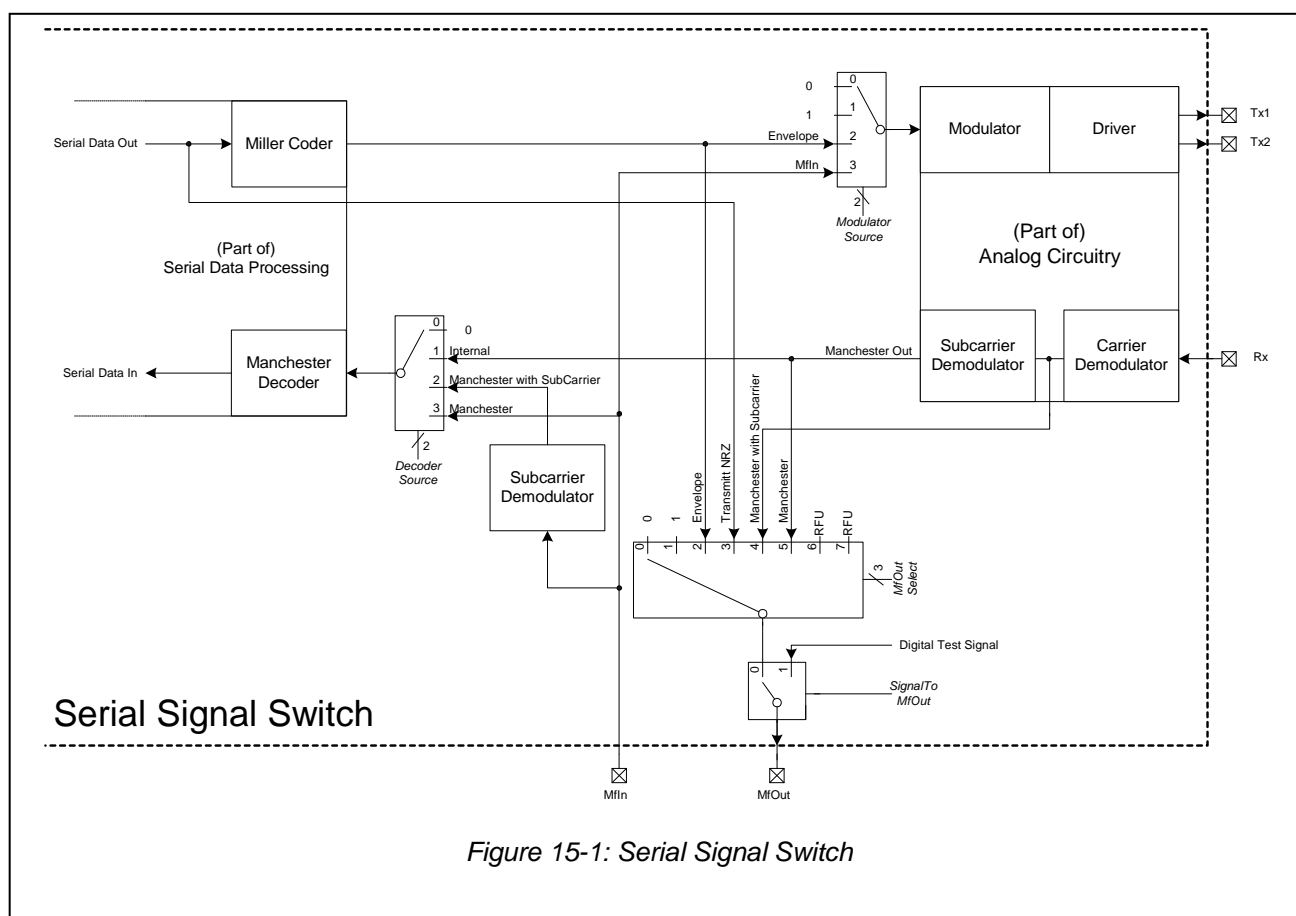 0
0
1
1
Serial Data Out
Miller Coder
Envelope
2
MfIn
3
2
Modulator
Source
Modulator
Driver
Tx1
Tx2
(Part of)
Serial Data Processing
(Part of)
Analog Circuitry
0
0
1
Internal
2
Manchester with SubCarrier
3
Manchester
2
Decoder
Source
Serial Data In
Manchester
Decoder
Manchester Out
Subcarrier
Demodulator
Carrier
Demodulator
Rx
Subcarrier
Demodulator
0
1
Envelope
Transmitt NRZ
Manchester with Subcarrier
Manchester
RFU
RFU
0
1
2
3
4
5
6
7
3
MfOut
Select
Digital Test Signal
0
1
SignalTo
MfOut
Serial Signal Switch
MfIn
MfOut
Figure 15-1: Serial Signal Switch